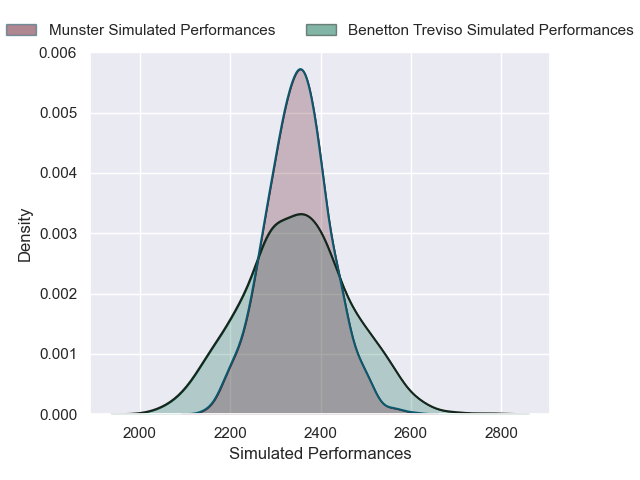 Munster Simulated Performances Benetton Treviso Simulated Performances
0.006
0.005
0.004
0.003
0.002
0.001
0.000
Density
2000 2200 2400 2600 2800
Simulated Performances